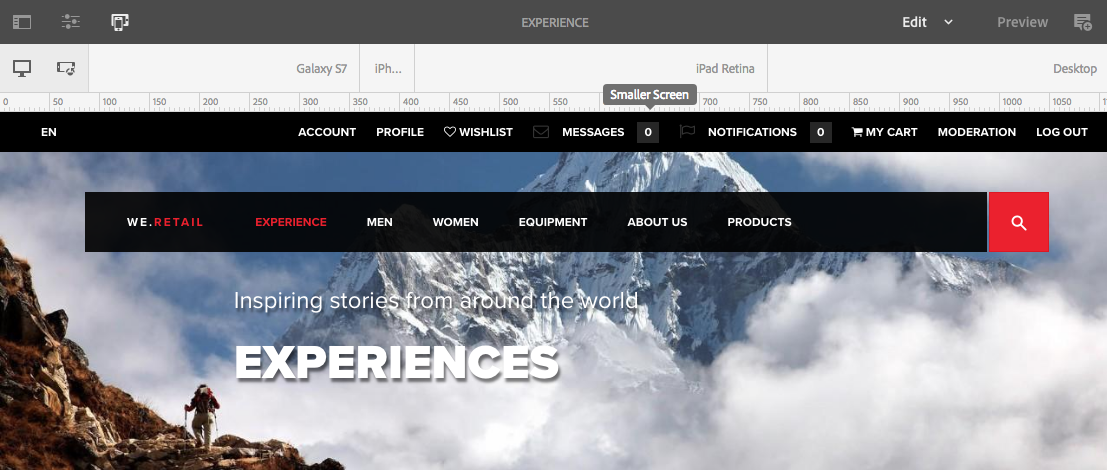 EXPERIENCE Edit Preview
Galaxy S7 iPh... iPad Retina Desktop
0 50 100 150 200 250 300 350 400 450 500 550 700 750 800 850 900 950 1000 1050
Smaller Screen
EN ACCOUNT PROFILE WISHLIST MESSAGES 0 NOTIFICATIONS 0 MY CART MODERATION LOG OUT
WE.RETAIL EXPERIENCE MEN WOMEN EQUIPMENT ABOUT US PRODUCTS
Inspiring stories from around the world.
EXPERIENCES